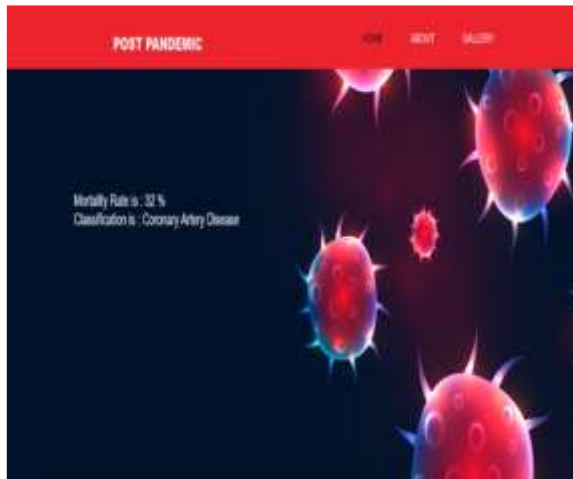 POST PANDEMIC
HOME ABOUT GALLERY
Mortality Rate is : 32 %
Classification is : Coronary Artery Disease